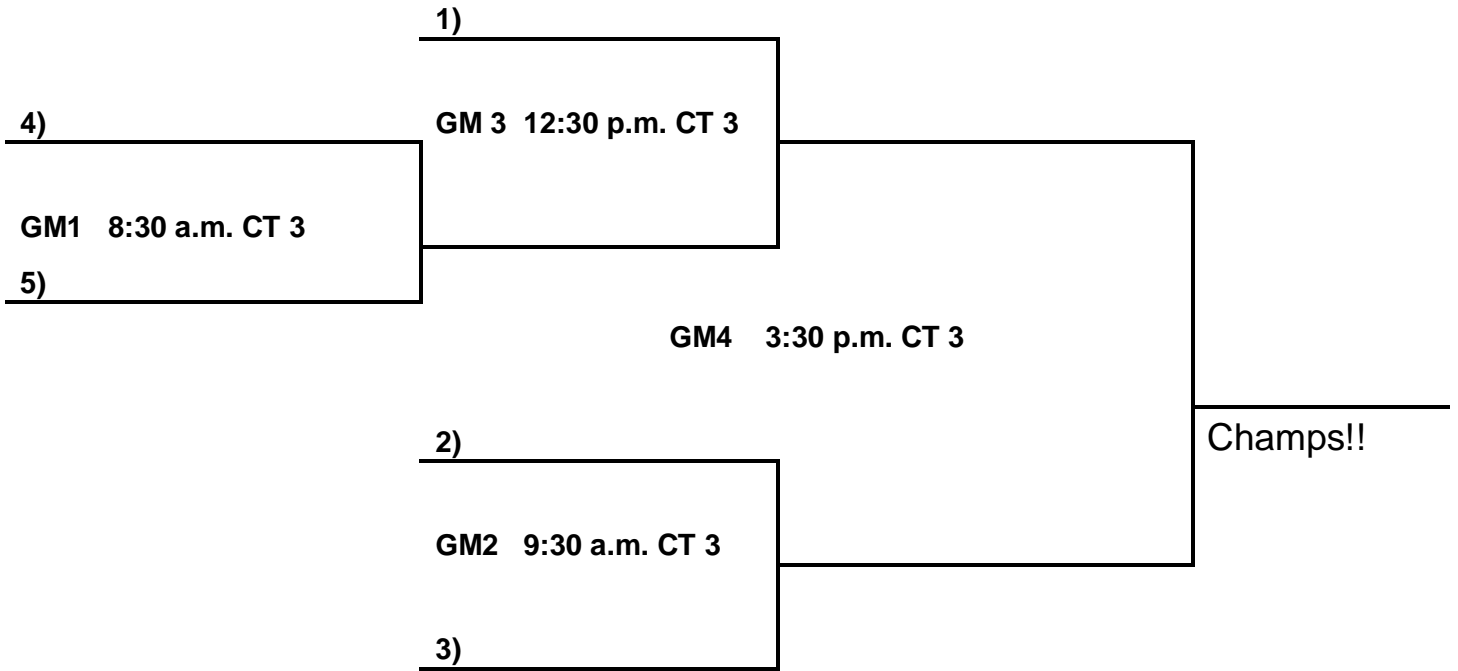 1)
4)
GM 3 12:30 p.m. CT 3
GM1 8:30 a.m. CT 3
5)
GM4 3:30 p.m. CT 3
2)
Champs!!
GM2 9:30 a.m. CT 3
3)